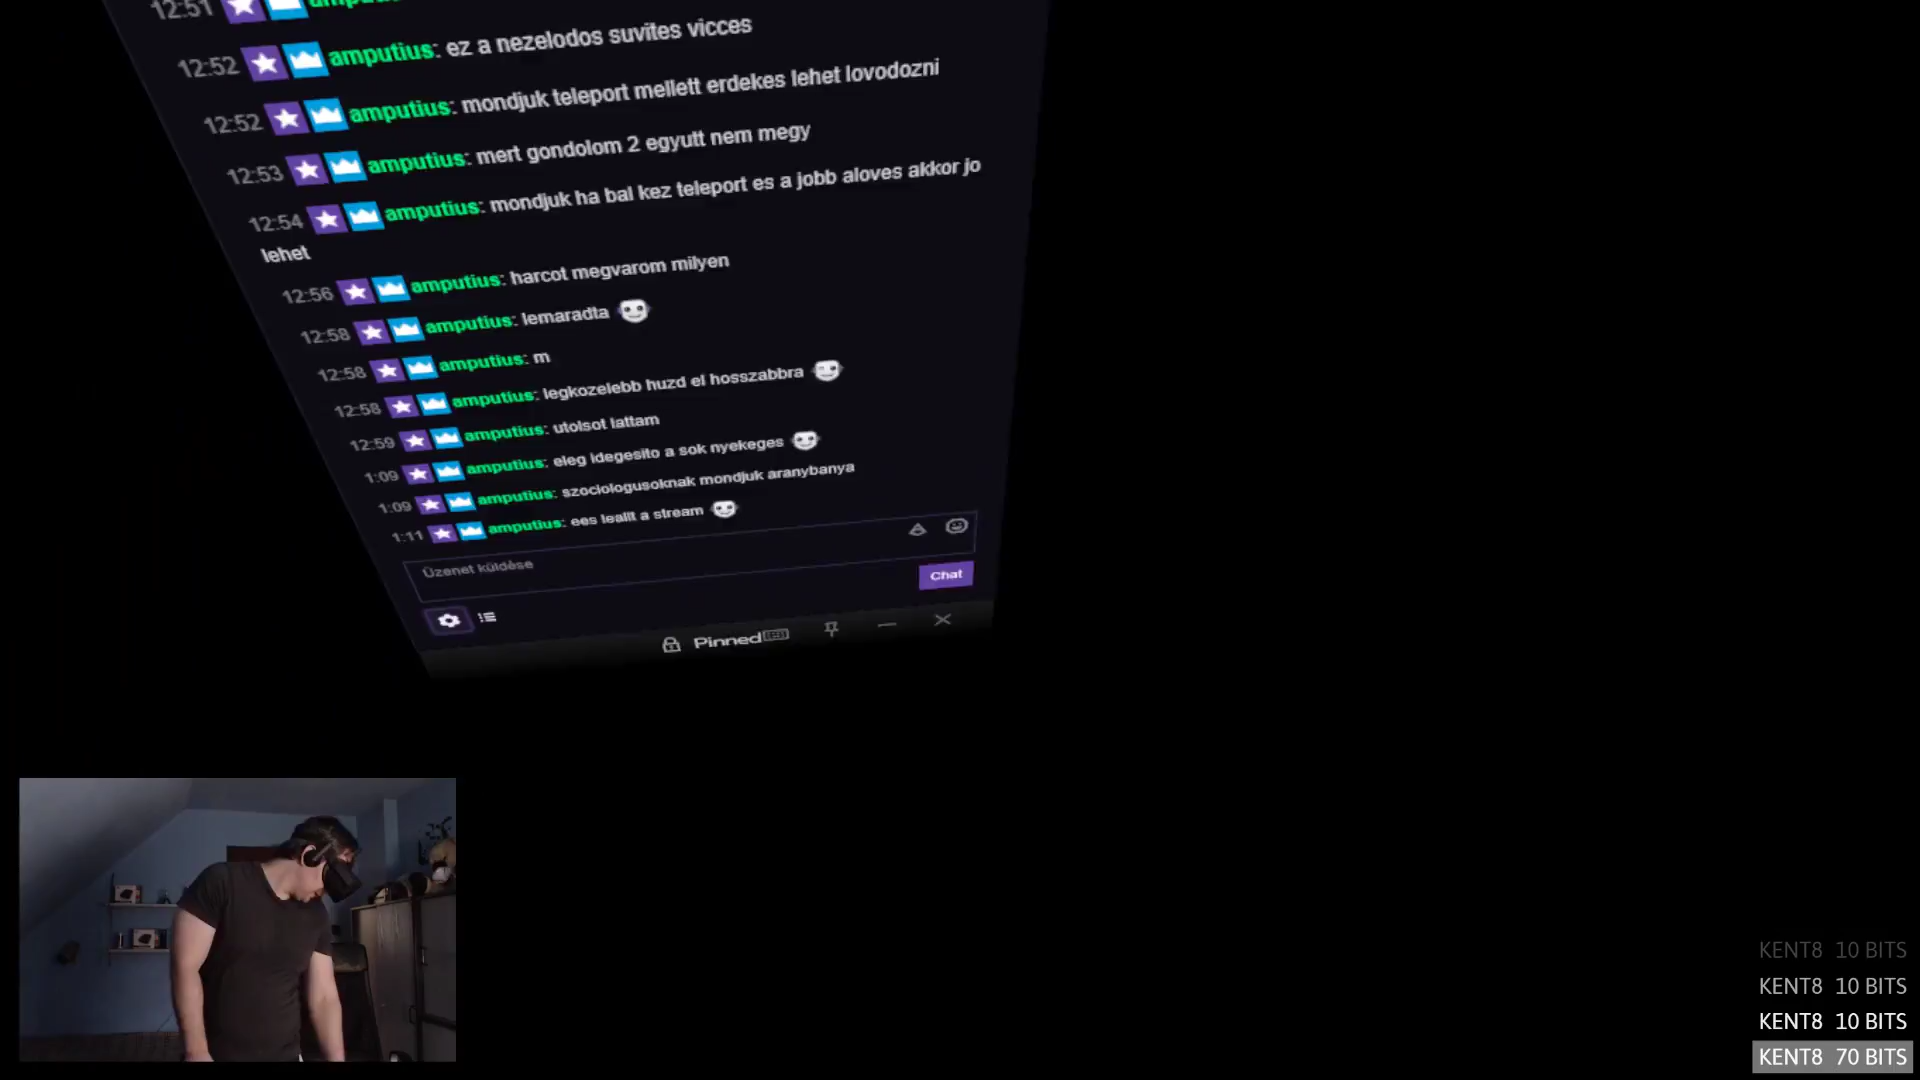 12:51
12:52 amputius: ez a nezelodos suvites vicces
12:52 amputius: mondjuk teleport mellett erdekes lehet lovodozni
12:53 amputius: mert gondolom 2 egyutt nem megy
12:54 amputius: mondjuk ha bal kez teleport es a jobb aloves akkor jo
lehet
12:56 amputius: harcot megvarom milyen
12:58 amputius: lemaradta
12:58 amputius: m
12:58 amputius: legkozelebb huzd el hosszabbra
12:59 amputius: utolsot lattam
1:09 amputius: eleg idegesito a sok nyekeges
1:09 amputius: szociologusoknak mondjuk aranybanya
1:11 amputius: ees leallt a stream
Üzenet küldése
Chat
Pinned
KENT8 10 BITS
KENT8 10 BITS
KENT8 10 BITS
KENT8 70 BITS